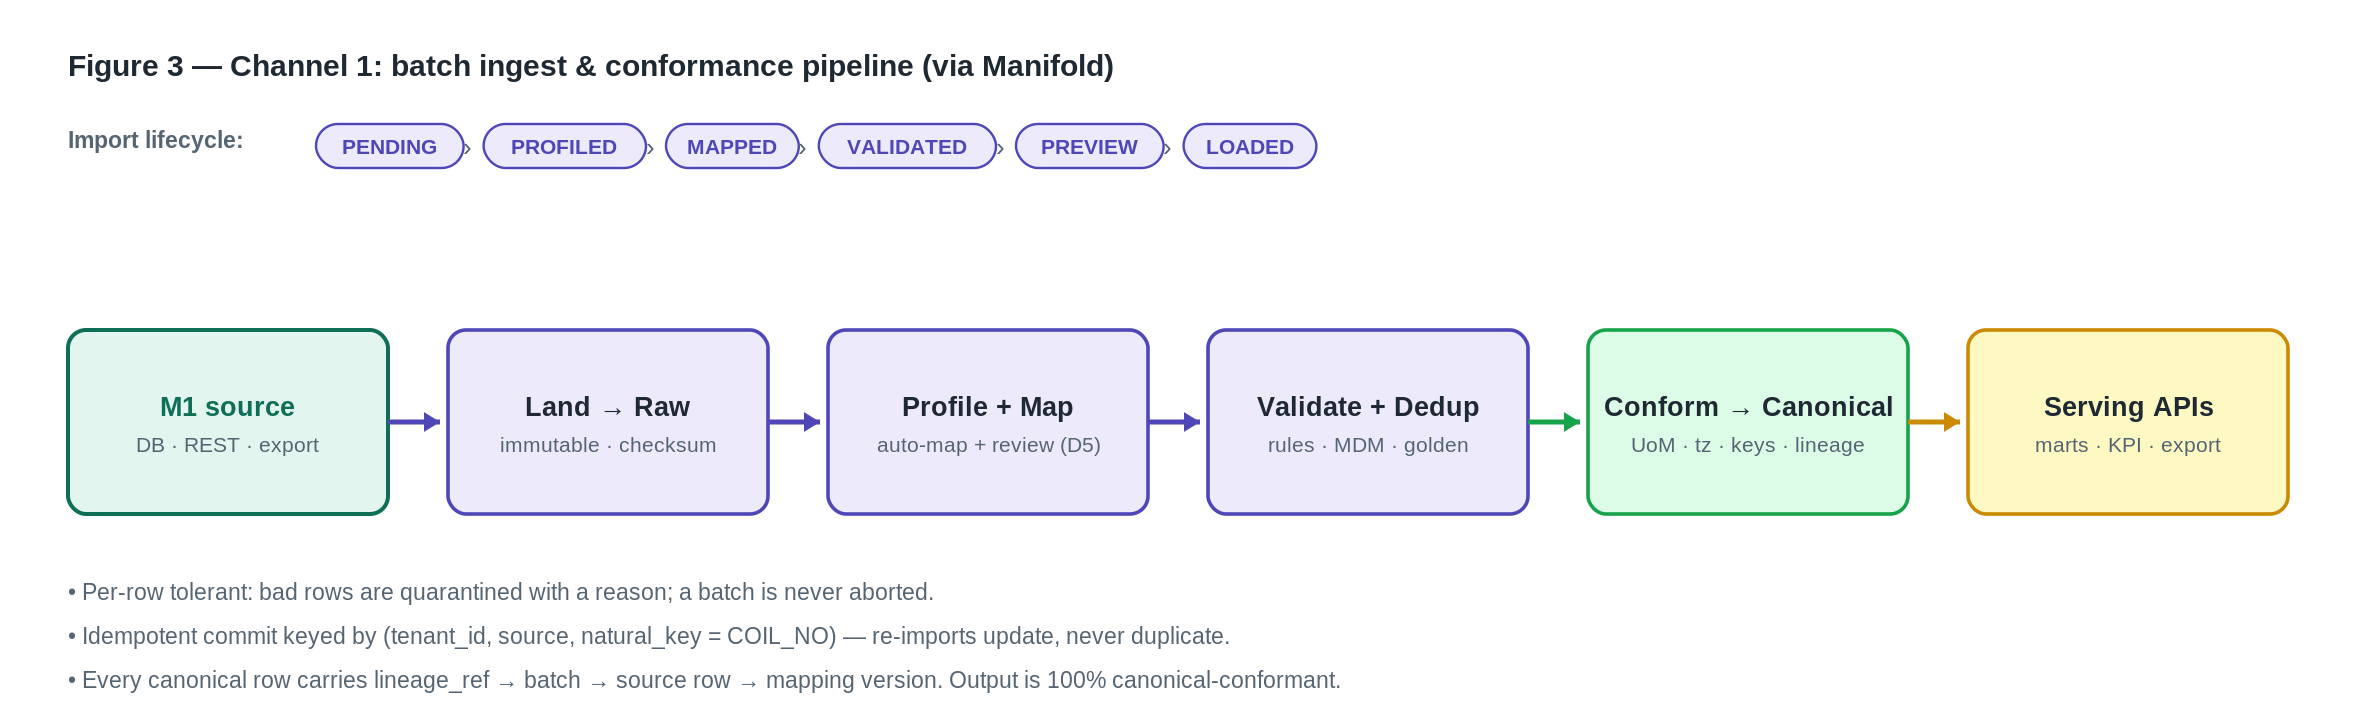 Figure 3 — Channel 1: batch ingest & conformance pipeline (via Manifold)
Import lifecycle: PENDING › PROFILED › MAPPED › VALIDATED › PREVIEW › LOADED
M1 source
DB · REST · export
Land → Raw
immutable · checksum
Profile + Map
auto-map + review (D5)
Validate + Dedup
rules · MDM · golden
Conform → Canonical
UoM · tz · keys · lineage
Serving APIs
marts · KPI · export
• Per-row tolerant: bad rows are quarantined with a reason; a batch is never aborted.
• Idempotent commit keyed by (tenant_id, source, natural_key = COIL_NO) — re-imports update, never duplicate.
• Every canonical row carries lineage_ref → batch → source row → mapping version. Output is 100% canonical-conformant.